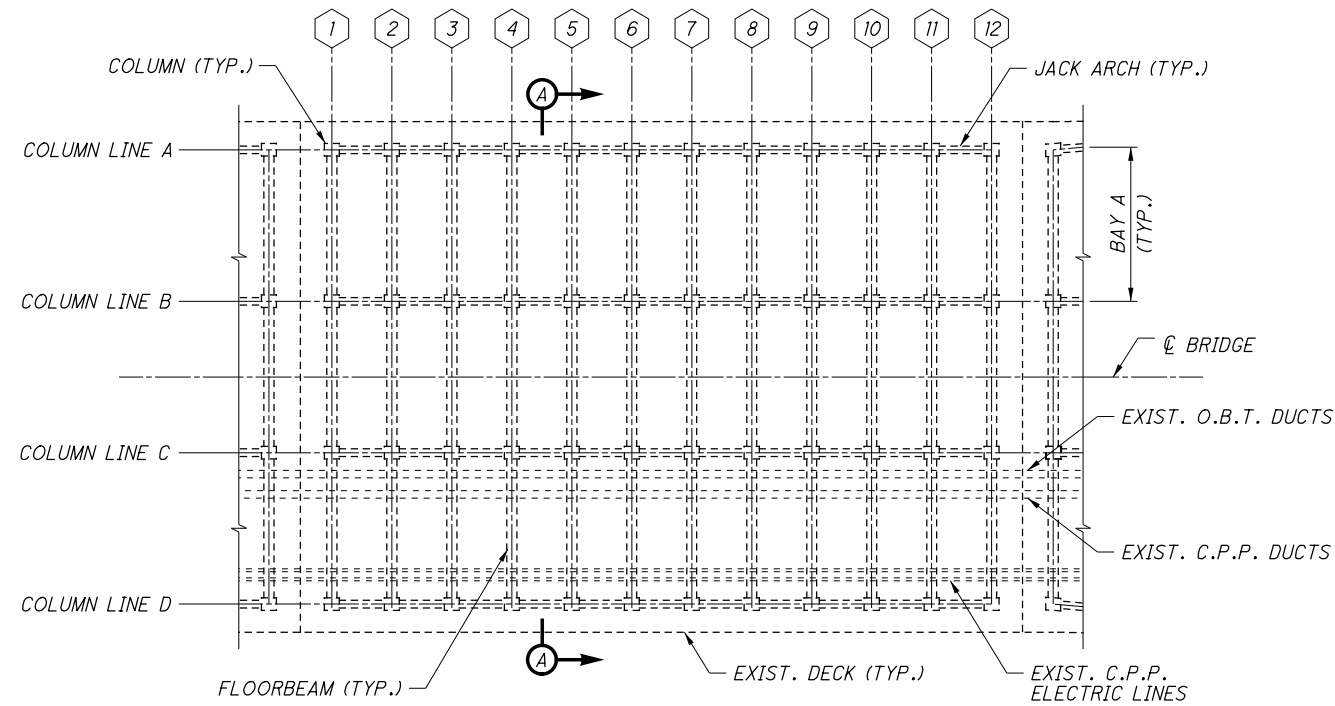 1 2 3 4 5 6 7 8 9 10 11 12
COLUMN (TYP.)
JACK ARCH (TYP.)
A
COLUMN LINE A
BAY A
(TYP.)
COLUMN LINE B
℄ BRIDGE
EXIST. O.B.T. DUCTS
COLUMN LINE C
EXIST. C.P.P. DUCTS
COLUMN LINE D
A
FLOORBEAM (TYP.)
EXIST. DECK (TYP.)
EXIST. C.P.P.
ELECTRIC LINES